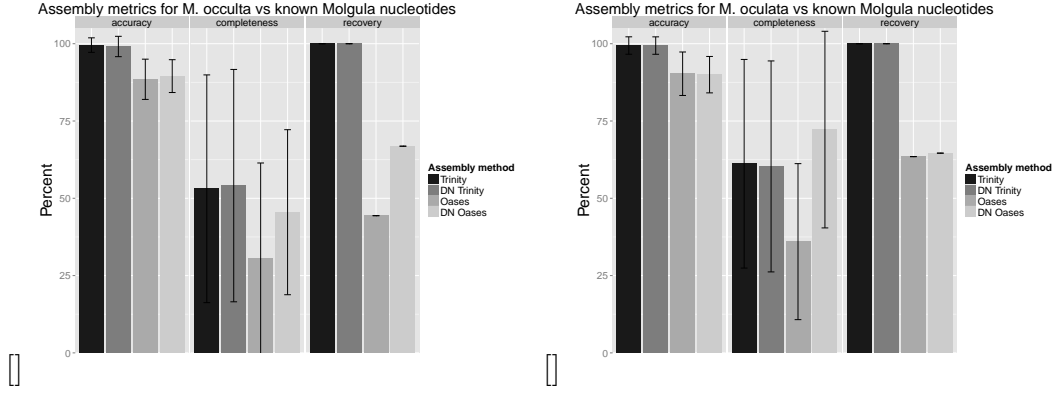 Assembly metrics for M. occulta vs known Molgula nucleotides
accuracy completeness recovery
100
75
50
25
0
Percent
Assembly method
Trinity
DN Trinity
Oases
DN Oases
[]
Assembly metrics for M. oculata vs known Molgula nucleotides
accuracy completeness recovery
100
75
50
25
0
Percent
Assembly method
Trinity
DN Trinity
Oases
DN Oases
[]